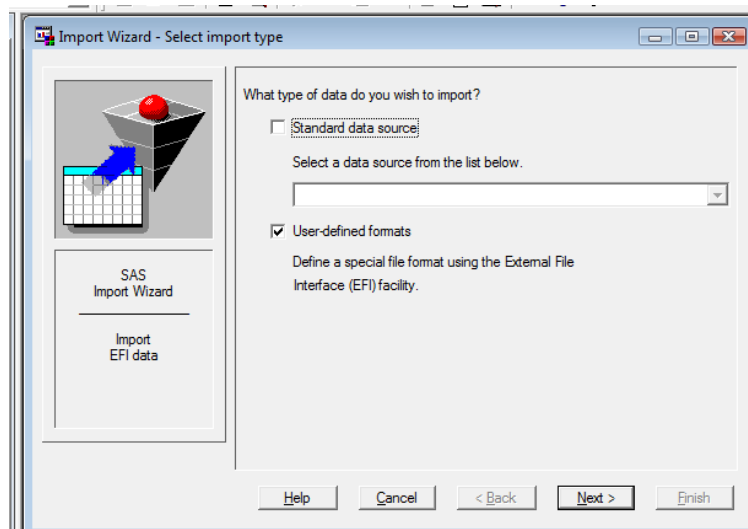 Import Wizard - Select import type
What type of data do you wish to import?
Standard data source
Select a data source from the list below.
User-defined formats
Define a special file format using the External File
Interface (EFI) facility.
SAS
Import Wizard
Import
EFI data
Help
Cancel
< Back
Next >
Finish